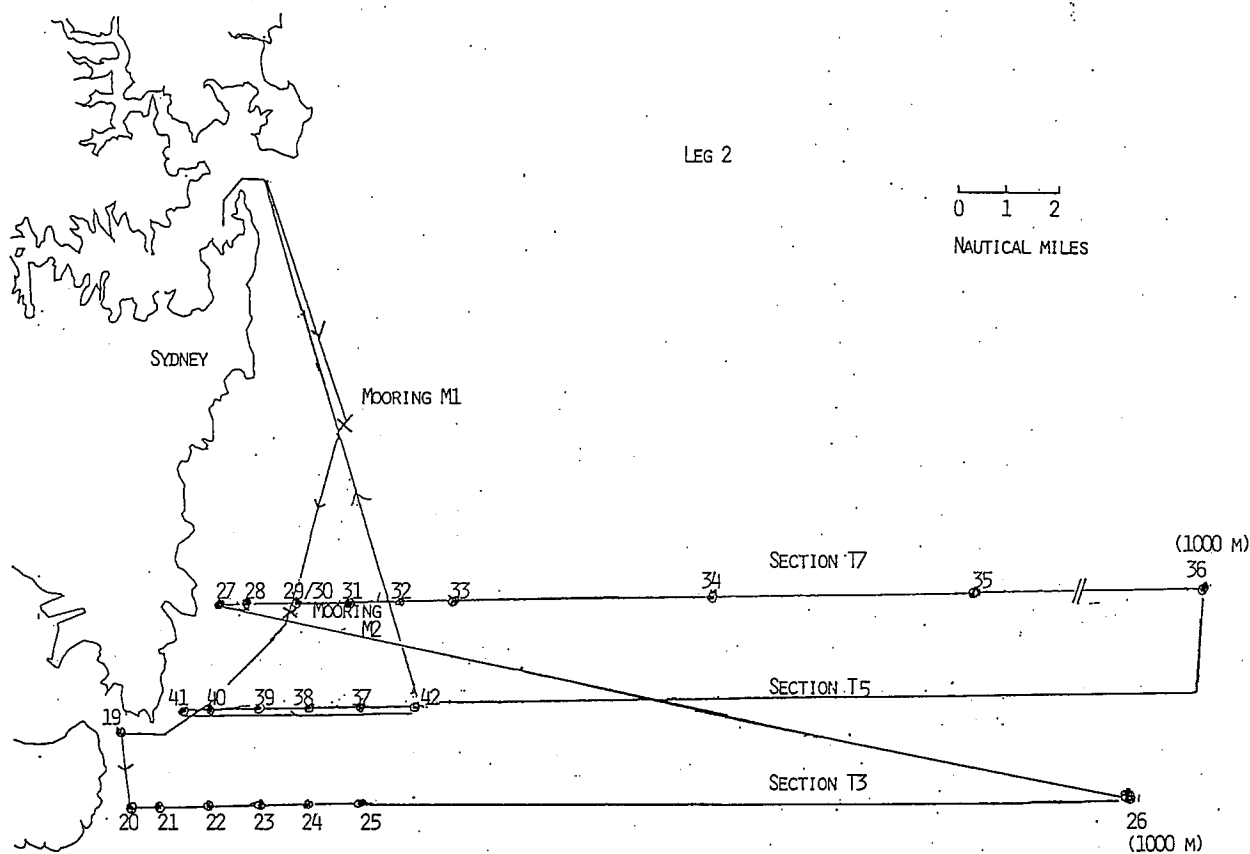 LEG 2
0 1 2
NAUTICAL MILES
SYDNEY
MOORING M1
(1000 M)
SECTION T7
27 28 29/30 31 32 33 34 35 36
MOORING
M2
SECTION T5
41 40 39 38 37 42
19
SECTION T3
20 21 22 23 24 25 26
(1000 M)